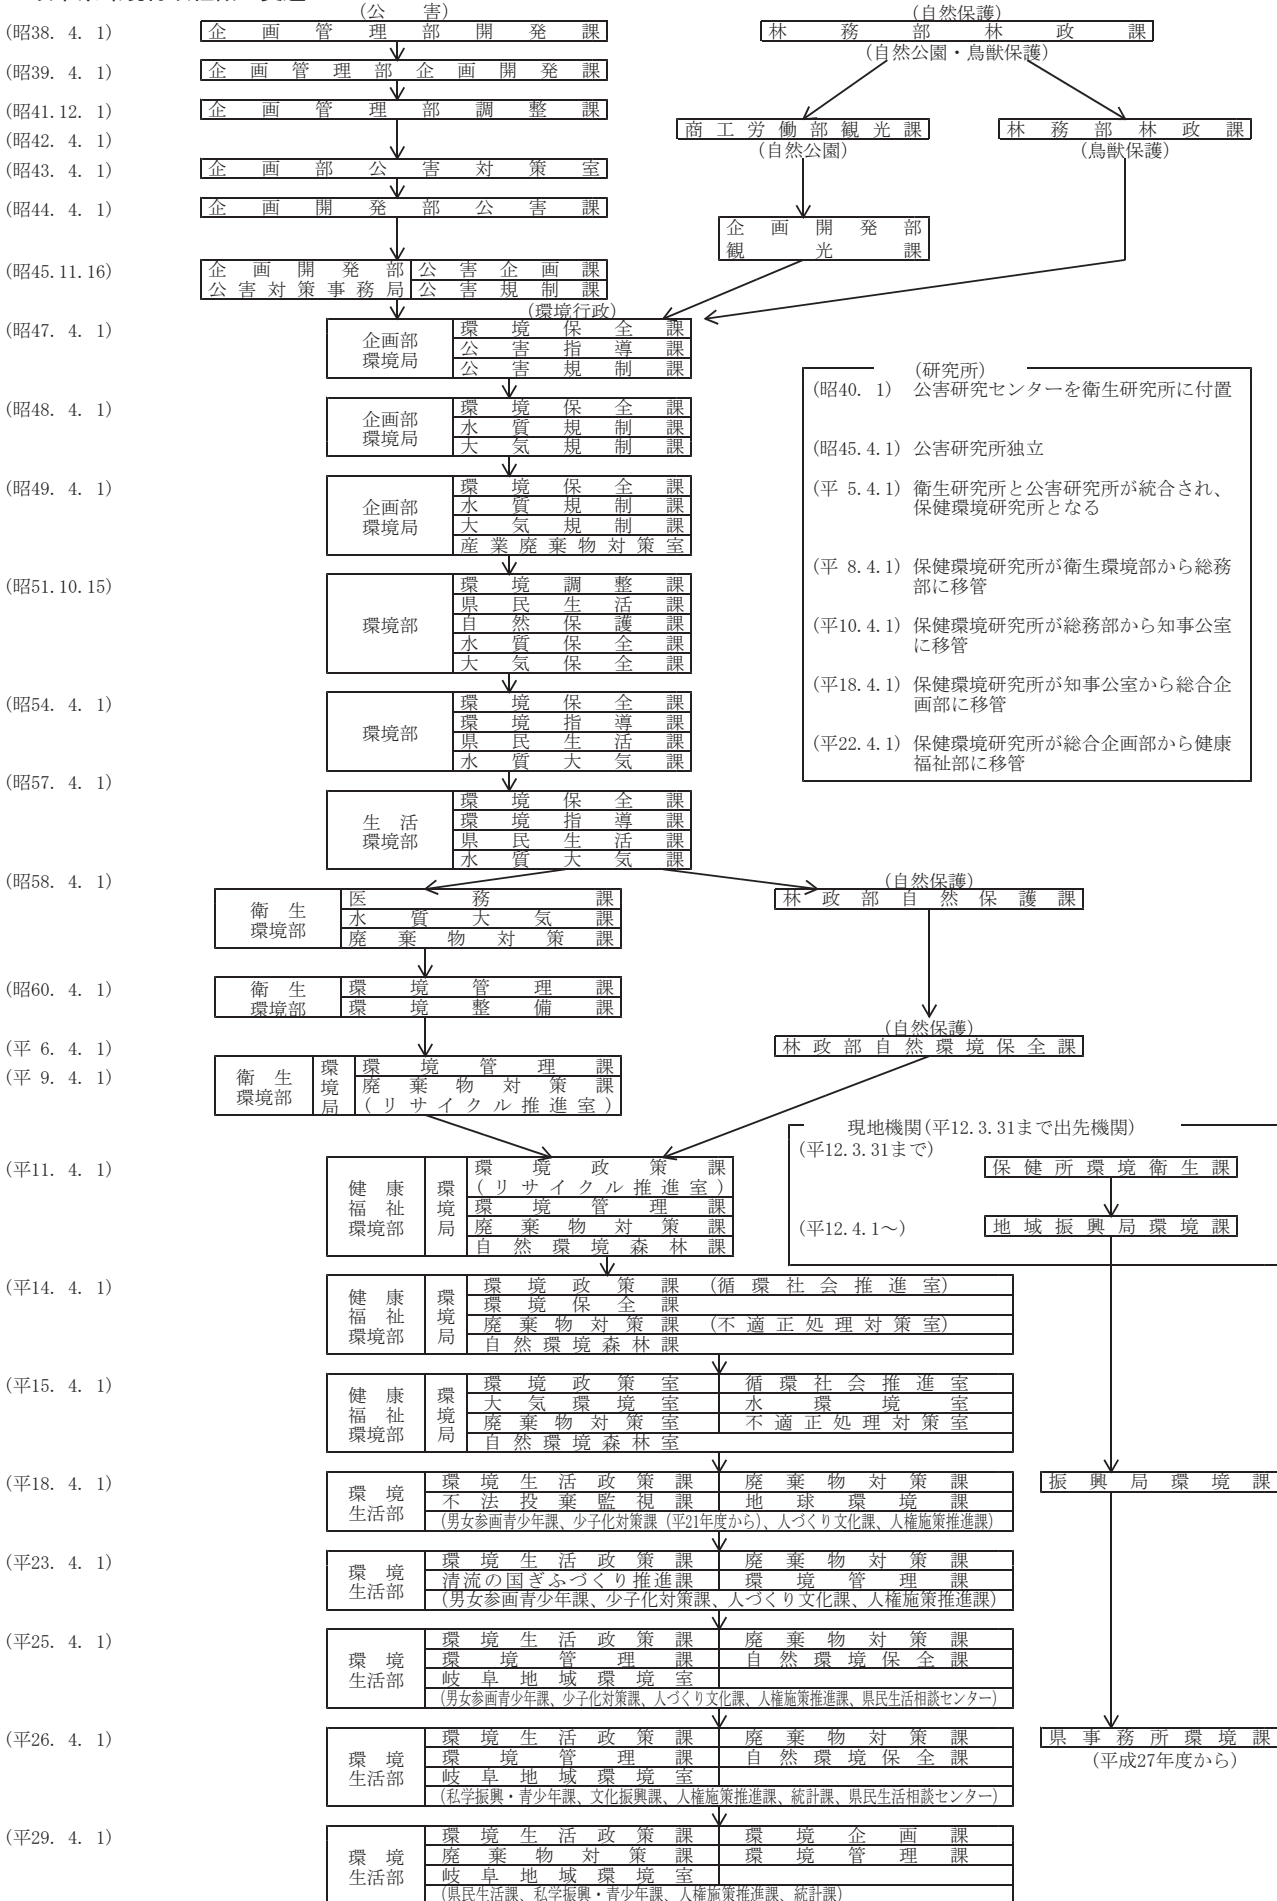 (公　害)
(自然保護)
(昭38. 4. 1)
企画管理部開発課
林務部林政課
(自然公園・鳥獣保護)
(昭39. 4. 1)
企画管理部企画開発課
(昭41.12. 1)
企画管理部調整課
商工労働部観光課
林務部林政課
(昭42. 4. 1)
(自然公園)
(鳥獣保護)
(昭43. 4. 1)
企画部公害対策室
(昭44. 4. 1)
企画開発部公害課
企画開発部
観光課
(昭45.11.16)
企画開発部
公害対策事務局
公害企画課
公害規制課
(環境行政)
(昭47. 4. 1)
企画部
環境局
環境保全課
公害指導課
公害規制課
(昭48. 4. 1)
企画部
環境局
環境保全課
水質規制課
大気規制課
(昭49. 4. 1)
企画部
環境局
環境保全課
水質規制課
大気規制課
産業廃棄物対策室
(昭51.10.15)
環境部
環境調整課
県民生活課
自然保護課
水質保全課
大気保全課
(昭54. 4. 1)
環境部
環境保全課
環境指導課
県民生活課
水質大気課
(研究所)
(昭40. 1) 公害研究センターを衛生研究所に付置
(昭45.4.1) 公害研究所独立
(平 5.4.1) 衛生研究所と公害研究所が統合され、
保健環境研究所となる
(平 8.4.1) 保健環境研究所が衛生環境部から総務
部に移管
(平10.4.1) 保健環境研究所が総務部から知事公室
に移管
(平18.4.1) 保健環境研究所が知事公室から総合企
画部に移管
(平22.4.1) 保健環境研究所が総合企画部から健康
福祉部に移管
(昭57. 4. 1)
生　活
環境部
環境保全課
環境指導課
県民生活課
水質大気課
(昭58. 4. 1)
衛　生
環境部
医務課
水質大気課
廃棄物対策課
(自然保護)
林政部自然保護課
(昭60. 4. 1)
衛　生
環境部
環境管理課
環境整備課
(自然保護)
林政部自然環境保全課
(平 6. 4. 1)
(平 9. 4. 1)
衛　生
環境部
環境局
環境管理課
廃棄物対策課
(リサイクル推進室)
現地機関(平12.3.31まで出先機関)
(平12.3.31まで)
保健所環境衛生課
(平12.4.1～)
地域振興局環境課
(平11. 4. 1)
健　康
福　祉
環境部
環境局
環境政策課
(リサイクル推進室)
環境管理課
廃棄物対策課
自然環境森林課
(平14. 4. 1)
健　康
福　祉
環境部
環境局
環境政策課　(循環社会推進室)
環境保全課
廃棄物対策課　(不適正処理対策室)
自然環境森林課
(平15. 4. 1)
健　康
福　祉
環境部
環境局
環境政策室　循環社会推進室
大気環境室　水環境室
廃棄物対策室　不適正処理対策室
自然環境森林室
(平18. 4. 1)
環　境
生活部
環境生活政策課　廃棄物対策課
不法投棄監視課　地球環境課
(男女参画青少年課、少子化対策課（平21年度から）、人づくり文化課、人権施策推進課)
振興局環境課
(平23. 4. 1)
環　境
生活部
環境生活政策課　廃棄物対策課
清流の国ぎふづくり推進課　環境管理課
(男女参画青少年課、少子化対策課、人づくり文化課、人権施策推進課)
(平25. 4. 1)
環　境
生活部
環境生活政策課　廃棄物対策課
環境管理課　自然環境保全課
岐阜地域環境室
(男女参画青少年課、少子化対策課、人づくり文化課、人権施策推進課、県民生活相談センター)
(平26. 4. 1)
環　境
生活部
環境生活政策課　廃棄物対策課
環境管理課　自然環境保全課
岐阜地域環境室
(私学振興・青少年課、文化振興課、人権施策推進課、統計課、県民生活相談センター)
県事務所環境課
(平成27年度から)
(平29. 4. 1)
環　境
生活部
環境生活政策課　環境企画課
廃棄物対策課　環境管理課
岐阜地域環境室
(県民生活課、私学振興・青少年課、人権施策推進課、統計課)